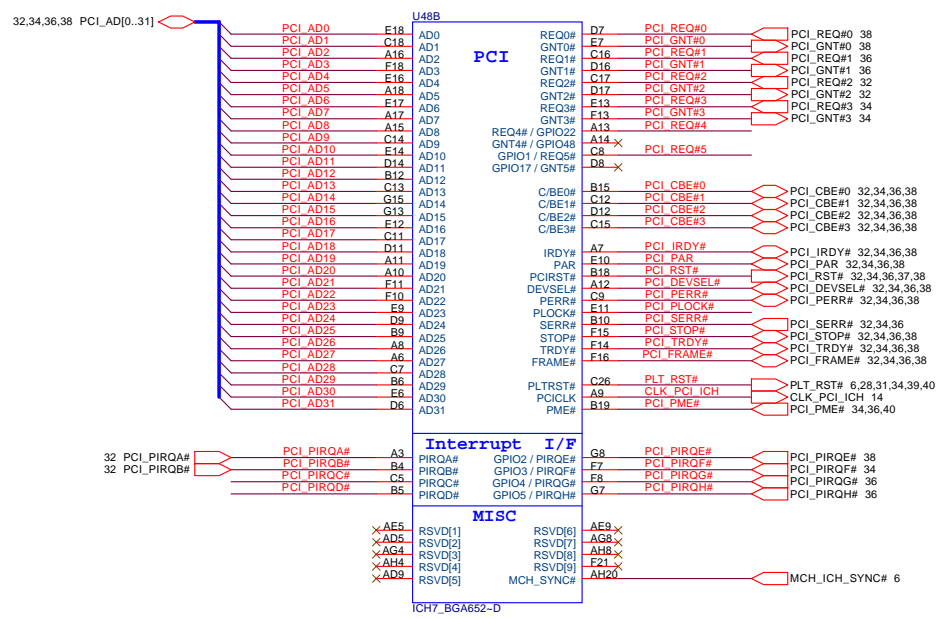 U48B
32,34,36,38 PCI_AD[0..31]
PCI
PCI_AD0 E18 AD0 REQ0# D7 PCI_REQ#0 PCI_REQ#0 38
PCI_AD1 C18 AD1 GNT0# E7 PCI_GNT#0 PCI_GNT#0 38
PCI_AD2 A16 AD2 REQ1# C16 PCI_REQ#1 PCI_REQ#1 36
PCI_AD3 F18 AD3 GNT1# D16 PCI_GNT#1 PCI_GNT#1 36
PCI_AD4 E16 AD4 REQ2# C17 PCI_REQ#2 PCI_REQ#2 32
PCI_AD5 A18 AD5 GNT2# D17 PCI_GNT#2 PCI_GNT#2 32
PCI_AD6 E17 AD6 REQ3# E13 PCI_REQ#3 PCI_REQ#3 34
PCI_AD7 A17 AD7 GNT3# F13 PCI_GNT#3 PCI_GNT#3 34
PCI_AD8 A15 AD8 REQ4# / GPIO22 A13 PCI_REQ#4
PCI_AD9 C14 AD9 GNT4# / GPIO48 A14
PCI_AD10 E14 AD10 GPIO1 / REQ5# C8 PCI_REQ#5
PCI_AD11 D14 AD11 GPIO17 / GNT5# D8
PCI_AD12 B12 AD12
PCI_AD13 C13 AD13 C/BE0# B15 PCI_CBE#0 PCI_CBE#0 32,34,36,38
PCI_AD14 G15 AD14 C/BE1# C12 PCI_CBE#1 PCI_CBE#1 32,34,36,38
PCI_AD15 G13 AD15 C/BE2# D12 PCI_CBE#2 PCI_CBE#2 32,34,36,38
PCI_AD16 E12 AD16 C/BE3# C15 PCI_CBE#3 PCI_CBE#3 32,34,36,38
PCI_AD17 C11 AD17
PCI_AD18 D11 AD18 IRDY# A7 PCI_IRDY# PCI_IRDY# 32,34,36,38
PCI_AD19 A11 AD19 PAR E10 PCI_PAR PCI_PAR 32,34,36,38
PCI_AD20 A10 AD20 PCIRST# B18 PCI_RST# PCI_RST# 32,34,36,37,38
PCI_AD21 F11 AD21 DEVSEL# A12 PCI_DEVSEL# PCI_DEVSEL# 32,34,36,38
PCI_AD22 F10 AD22 PERR# C9 PCI_PERR# PCI_PERR# 32,34,36,38
PCI_AD23 E9 AD23 PLOCK# E11 PCI_PLOCK#
PCI_AD24 D9 AD24 SERR# B10 PCI_SERR# PCI_SERR# 32,34,36
PCI_AD25 B9 AD25 STOP# F15 PCI_STOP# PCI_STOP# 32,34,36,38
PCI_AD26 A8 AD26 TRDY# F14 PCI_TRDY# PCI_TRDY# 32,34,36,38
PCI_AD27 A6 AD27 FRAME# F16 PCI_FRAME# PCI_FRAME# 32,34,36,38
PCI_AD28 C7 AD28
PCI_AD29 B6 AD29 PLTRST# C26 PLT_RST# PLT_RST# 6,28,31,34,39,40
PCI_AD30 E6 AD30 PCICLK A9 CLK_PCI_ICH CLK_PCI_ICH 14
PCI_AD31 D6 AD31 PME# B19 PCI_PME# PCI_PME# 34,36,40
Interrupt I/F
32 PCI_PIRQA# PCI_PIRQA# A3 PIRQA# GPIO2 / PIRQE# G8 PCI_PIRQE# PCI_PIRQE# 38
32 PCI_PIRQB# PCI_PIRQB# B4 PIRQB# GPIO3 / PIRQF# F7 PCI_PIRQF# PCI_PIRQF# 34
PCI_PIRQC# C5 PIRQC# GPIO4 / PIRQG# F8 PCI_PIRQG# PCI_PIRQG# 36
PCI_PIRQD# B5 PIRQD# GPIO5 / PIRQH# G7 PCI_PIRQH# PCI_PIRQH# 36
MISC
AE5 RSVD[1] RSVD[6] AE9
AD5 RSVD[2] RSVD[7] AG8
AG4 RSVD[3] RSVD[8] AH8
AH4 RSVD[4] RSVD[9] F21
AD9 RSVD[5] MCH_SYNC# AH20 MCH_ICH_SYNC# 6
ICH7_BGA652~D